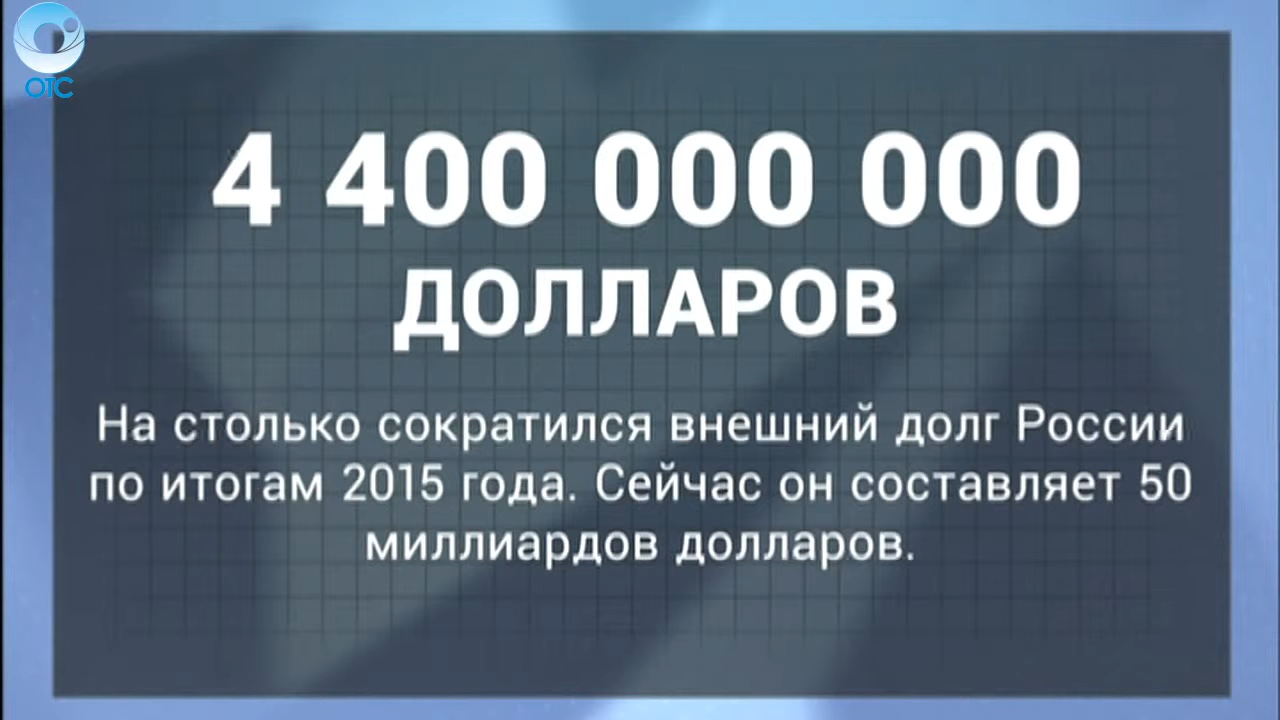 ОТС
4 400 000 000
ДОЛЛАРОВ
На столько сократился внешний долг России
по итогам 2015 года. Сейчас он составляет 50
миллиардов долларов.